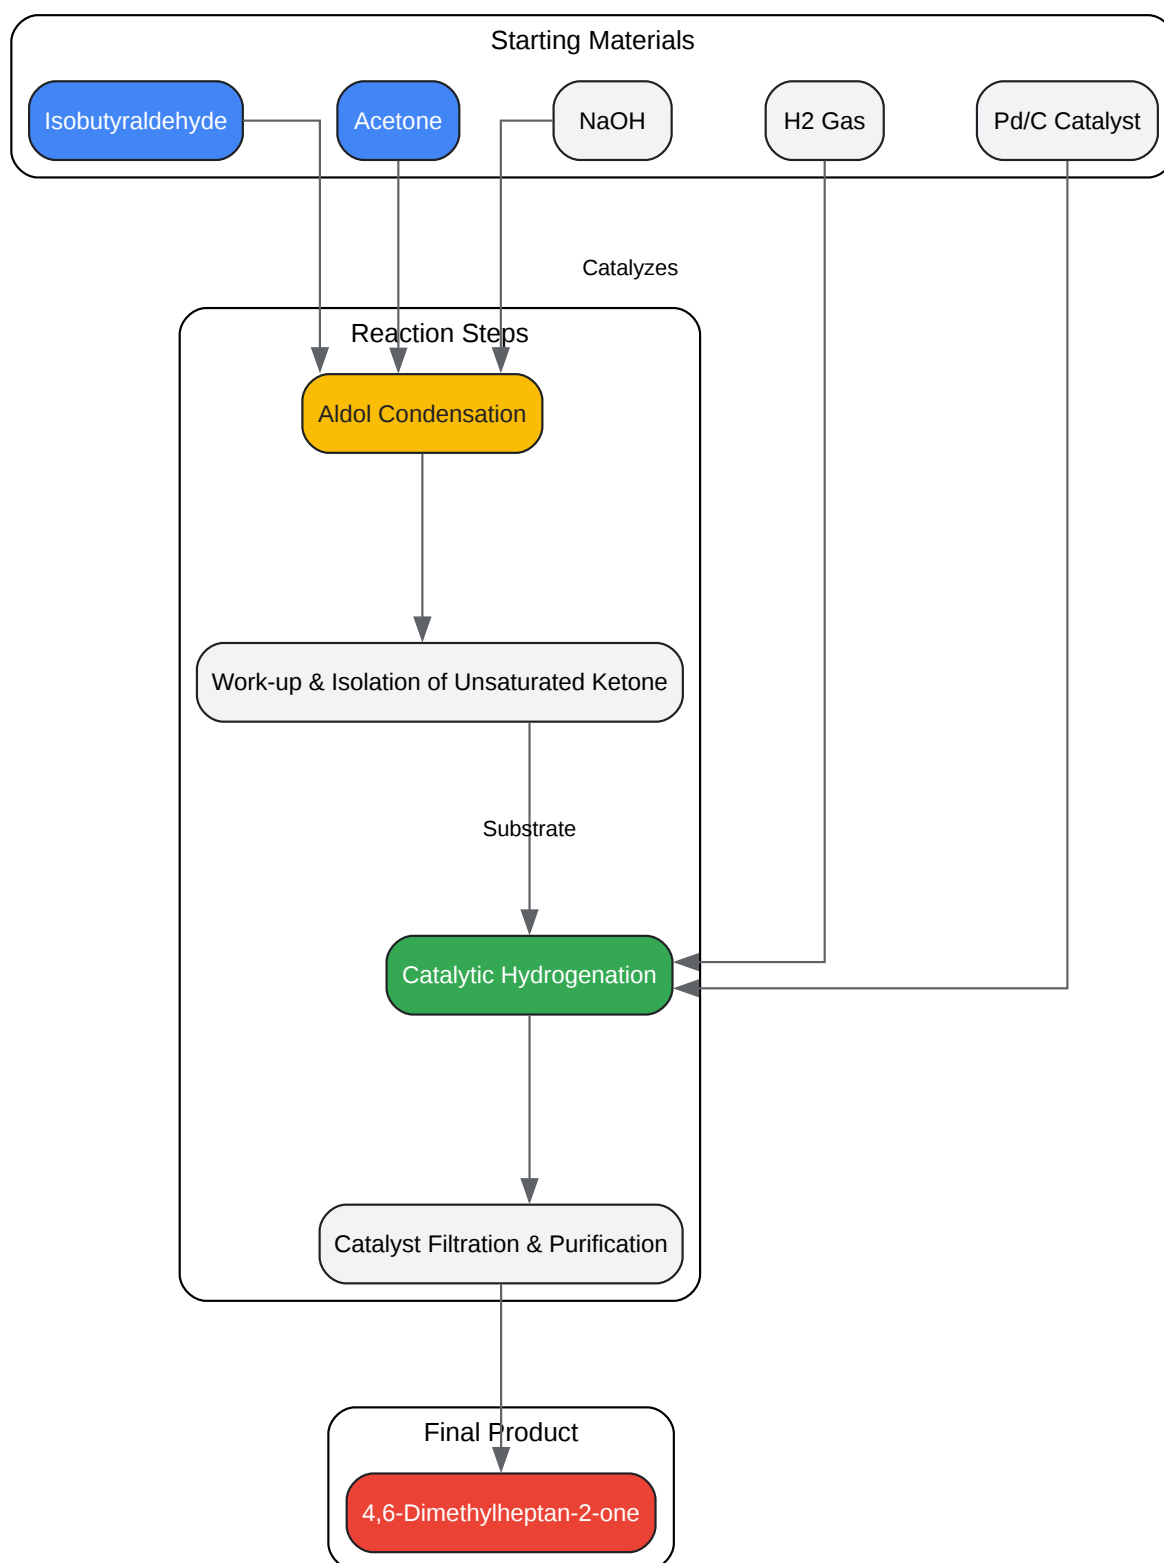 Starting Materials
Isobutyraldehyde
Acetone
NaOH
H2 Gas
Pd/C Catalyst
Catalyzes
Reaction Steps
Aldol Condensation
Work-up & Isolation of Unsaturated Ketone
Substrate
Catalytic Hydrogenation
Catalyst Filtration & Purification
Final Product
4,6-Dimethylheptan-2-one